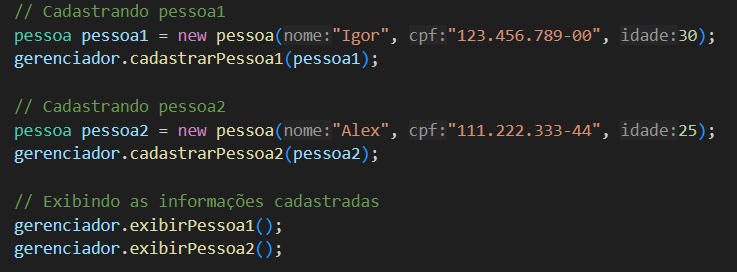 // Cadastrando pessoa1
pessoa pessoa1 = new pessoa(nome:"Igor", cpf:"123.456.789-00", idade:30);
gerenciador.cadastrarPessoa1(pessoa1);
// Cadastrando pessoa2
pessoa pessoa2 = new pessoa(nome:"Alex", cpf:"111.222.333-44", idade:25);
gerenciador.cadastrarPessoa2(pessoa2);
// Exibindo as informações cadastradas
gerenciador.exibirPessoa1();
gerenciador.exibirPessoa2();